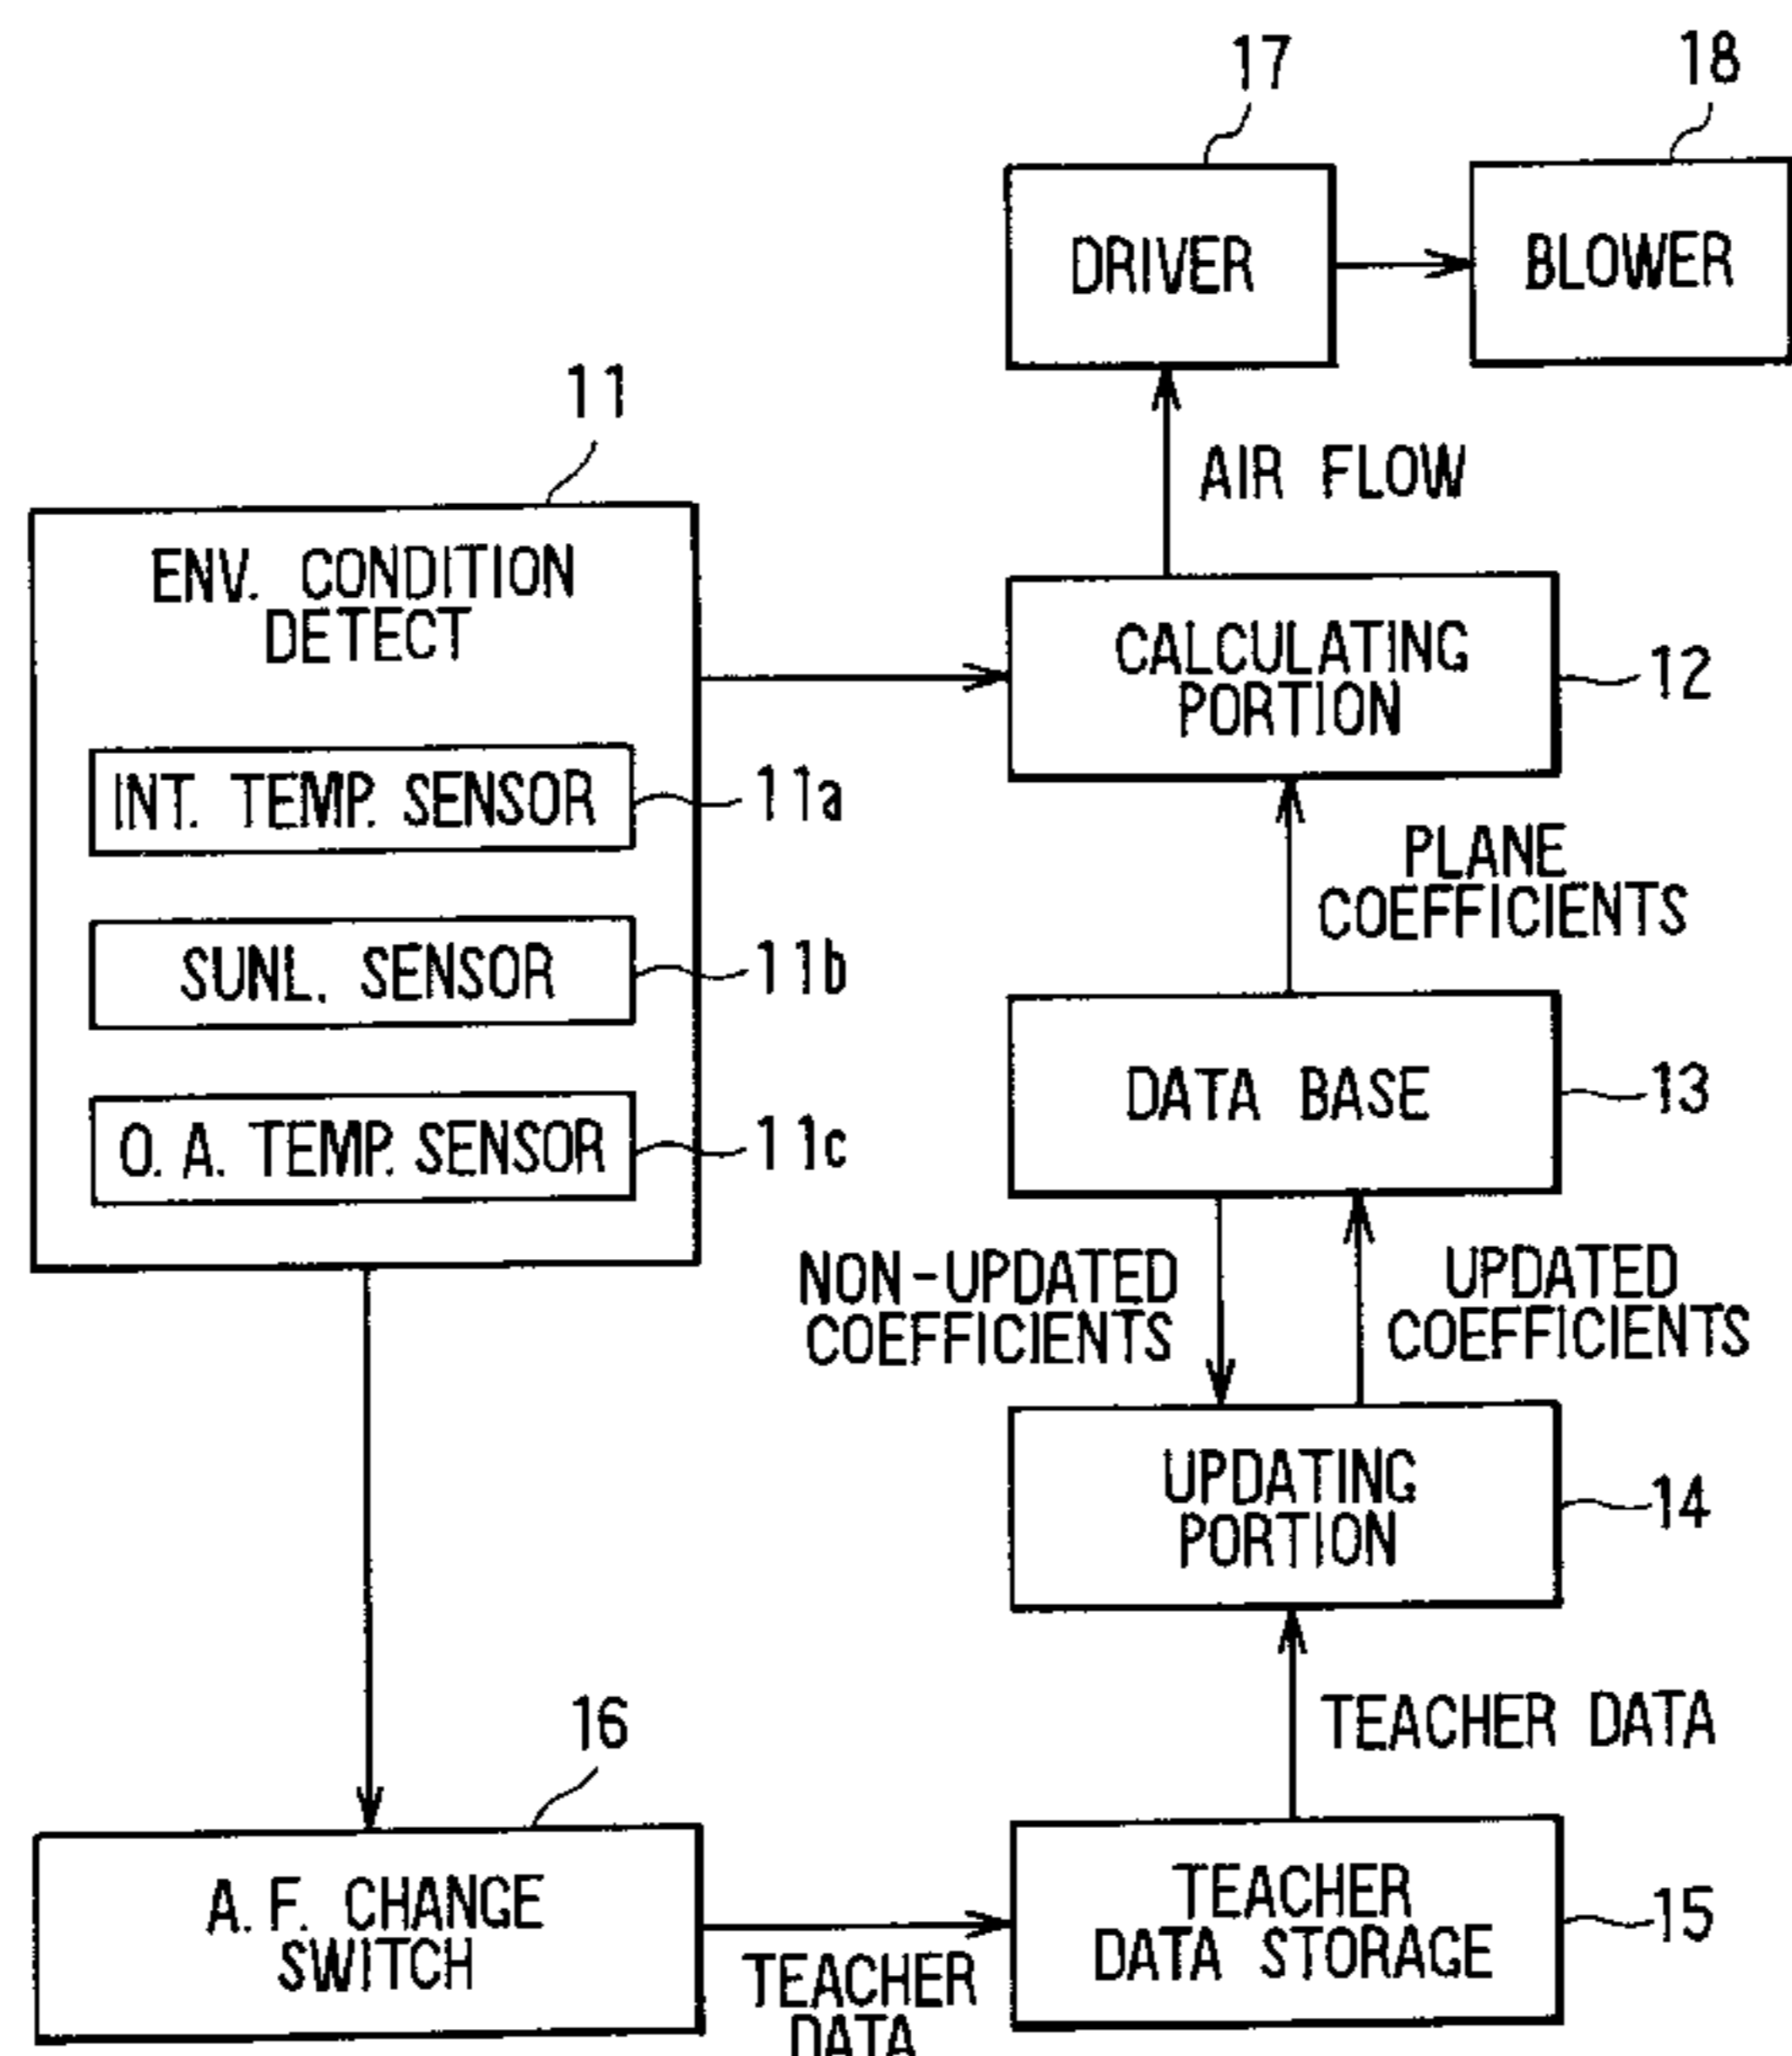 17
18
DRIVER
BLOWER
11
AIR FLOW
ENV. CONDITION
DETECT
CALCULATING
PORTION
12
INT. TEMP. SENSOR
11a
PLANE
COEFFICIENTS
SUNL. SENSOR
11b
DATA BASE
13
O. A. TEMP. SENSOR
11c
NON-UPDATED
COEFFICIENTS
UPDATED
COEFFICIENTS
UPDATING
PORTION
14
16
TEACHER DATA
A. F. CHANGE
SWITCH
TEACHER
DATA
TEACHER
DATA STORAGE
15